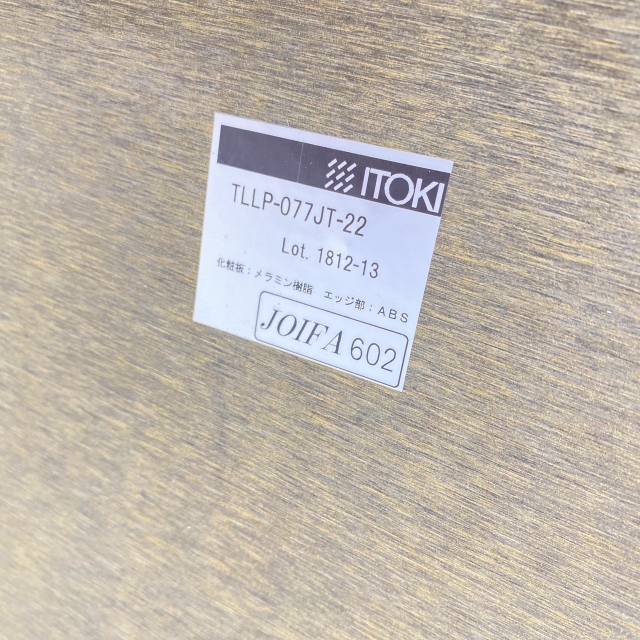 ITOKI
TLLP-077JT-22
Lot. 1812-13
化粧板：メラミン樹脂 エッジ部：ABS
JOIFA 602